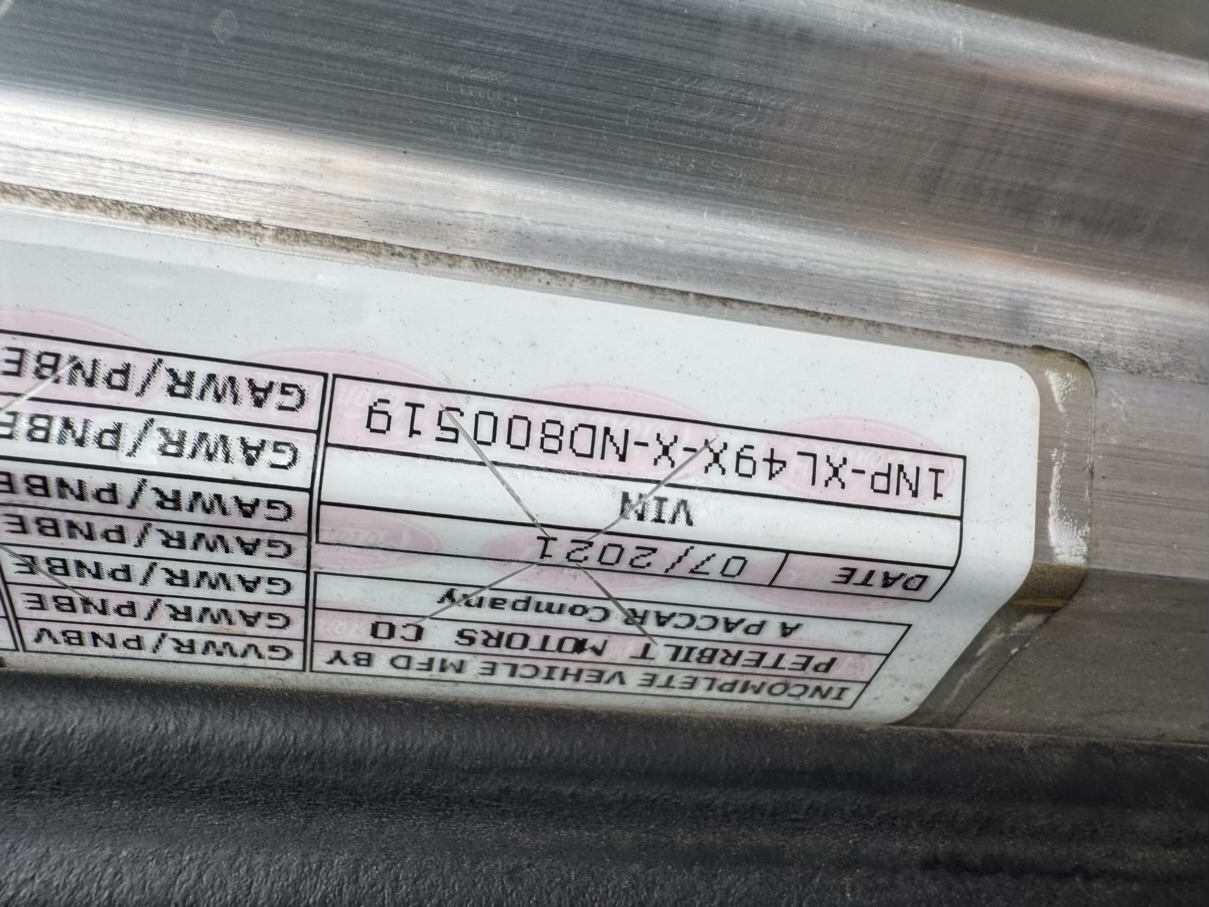 INCOMPLETE VEHICLE MFD BY
PETERBILT MOTORS CO
A PACCAR Company
DATE 07/2021
VIN
1NP-XL49X-X-ND800519
GVWR/PNBV
GAWR/PNBE
GAWR/PNBE
GAWR/PNBE
GAWR/PNBE
GAWR/PNBE
GAWR/PNBE